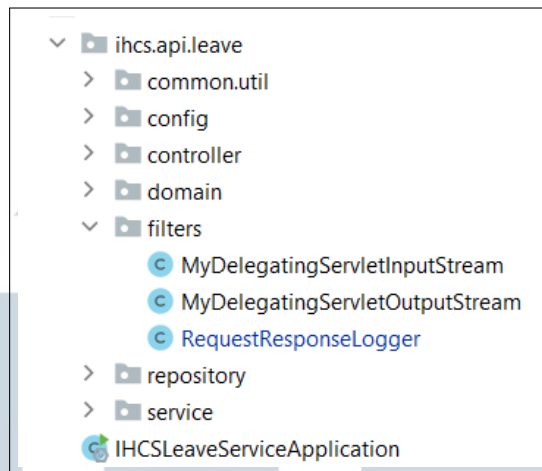 ihcs.api.leave
common.util
config
controller
domain
filters
C MyDelegatingServletInputStream
C MyDelegatingServletOutputStream
C RequestResponseLogger
repository
service
IHCSLeaveServiceApplication